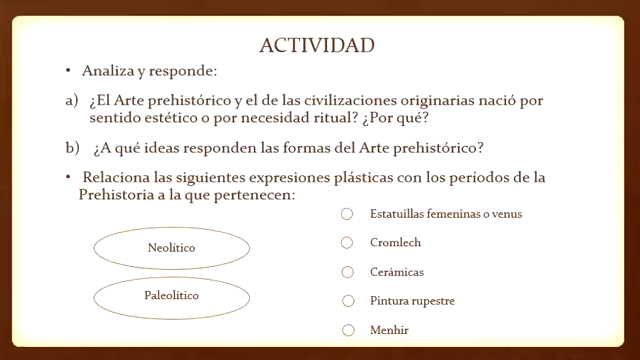 ACTIVIDAD
• Analiza y responde:
a) ¿El Arte prehistórico y el de las civilizaciones originarias nació por
sentido estético o por necesidad ritual? ¿Por qué?
b) ¿A qué ideas responden las formas del Arte prehistórico?
• Relaciona las siguientes expresiones plásticas con los períodos de la
Prehistoria a la que pertenecen:
Estatuillas femeninas o venus
Neolítico
Cromlech
Cerámicas
Paleolítico
Pintura rupestre
Menhir